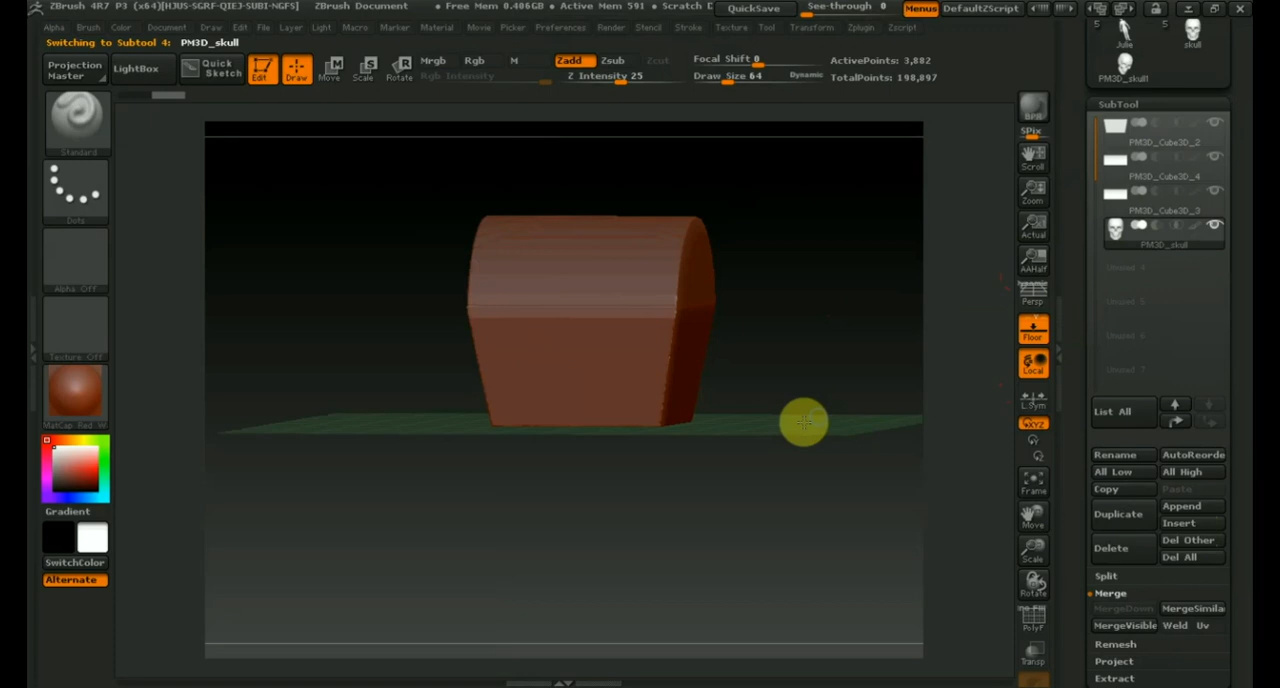 ZBrush 4R7 P3 (x64)[HJUS-SGRF-QIEJ-SUBI-NGFS] ZBrush Document • Free Mem 0.406GB • Active Mem 591 • Scratch D QuickSave See-through 0 Menus DefaultZScript
Alpha Brush Color Document Draw Edit File Layer Light Macro Marker Material Movie Picker Preferences Render Stencil Stroke Texture Tool Transform Zplugin Zscript
Switching to Subtool 4: PM3D_skull
Projection Master
LightBox
Quick Sketch
Edit
Draw
Move
Scale
Rotate
Mrgb Rgb M
Rgb Intensity
Zadd Zsub Zcut
Z Intensity 25
Focal Shift 0
Draw Size 64 Dynamic
ActivePoints: 3,882
TotalPoints: 198,897
Standard
Dots
Alpha Off
Texture Off
MatCap Red W
Gradient
SwitchColor
Alternate
BPR
SPix
Scroll
Zoom
Actual
AAHalf
Dynamic
Persp
Floor
Local
L.Sym
XYZ
Frame
Move
Scale
Rotate
PolyF
Transp
5 5
Julie skull
PM3D_skull1
SubTool
PM3D_Cube3D_2
PM3D_Cube3D_4
PM3D_Cube3D_3
PM3D_skull
Unused 4
Unused 5
Unused 6
Unused 7
List All
Rename AutoReorde
All Low All High
Copy Paste
Duplicate Append
Insert
Delete Del Other
Del All
Split
Merge
MergeDown MergeSimila
MergeVisible Weld Uv
Remesh
Project
Extract